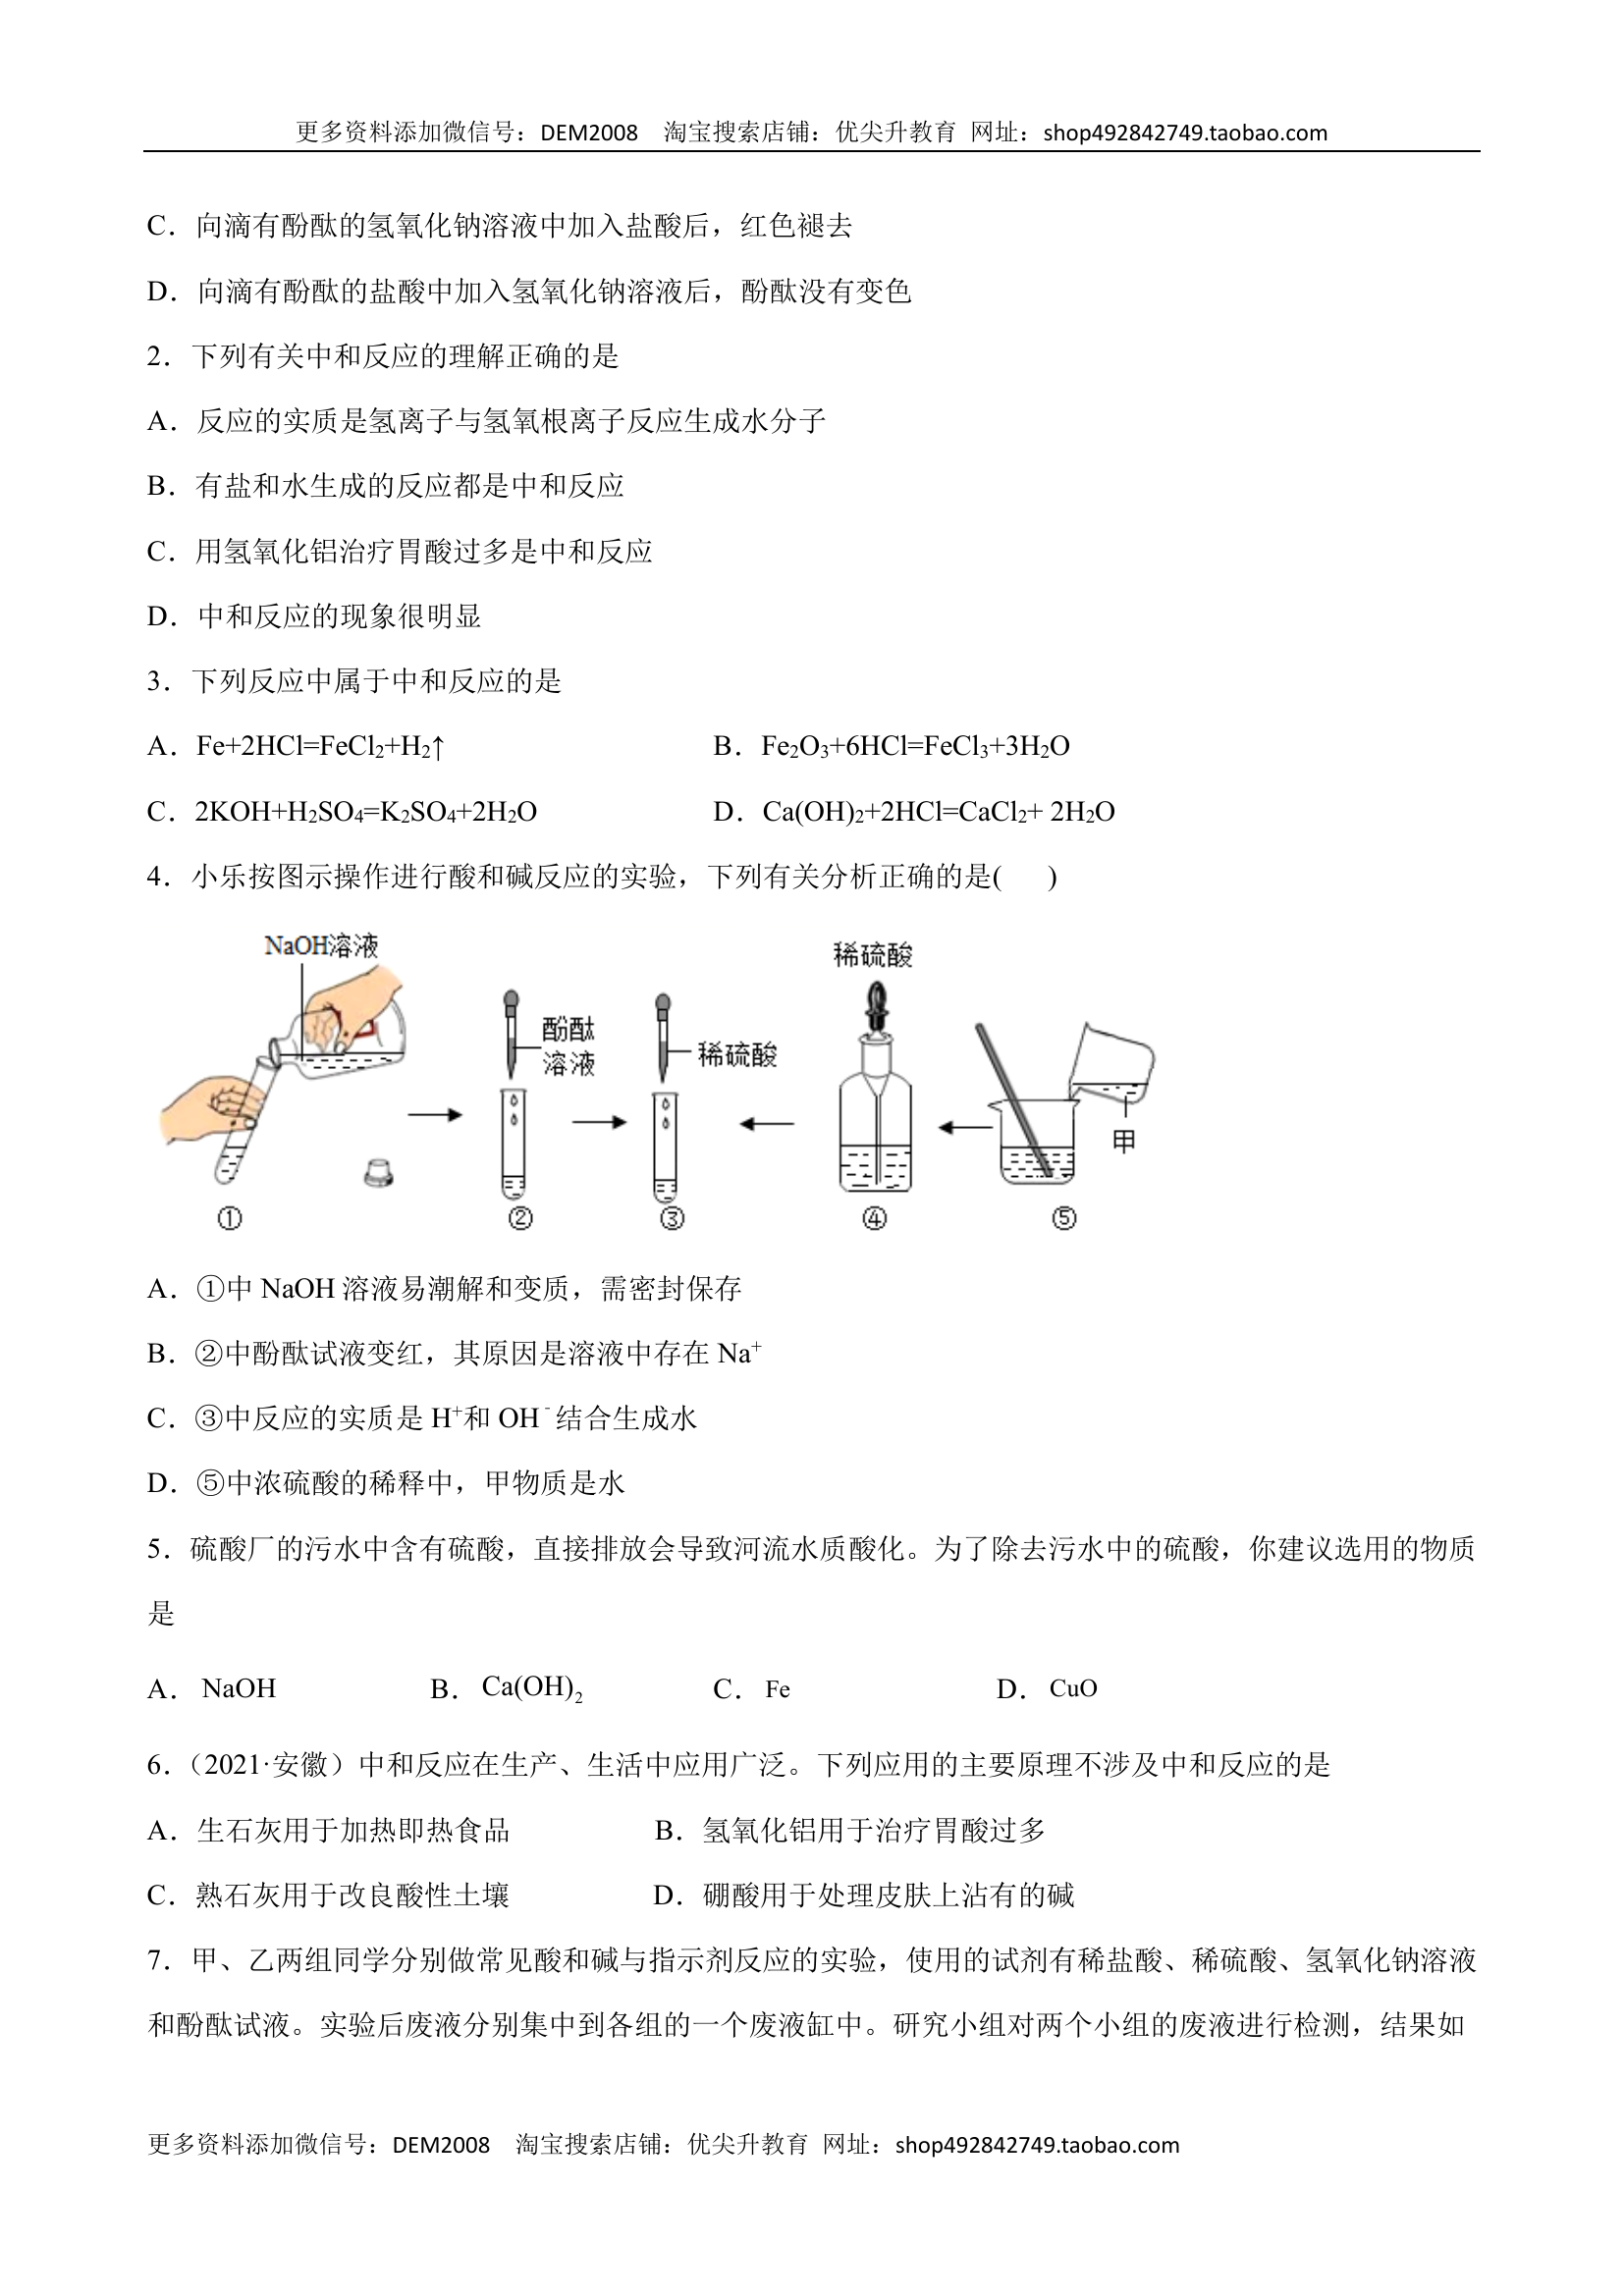 更多资料添加微信号：DEM2008 淘宝搜索店铺：优尖升教育 网址：shop492842749.taobao.com
C．向滴有酚酞的氢氧化钠溶液中加入盐酸后，红色褪去
D．向滴有酚酞的盐酸中加入氢氧化钠溶液后，酚酞没有变色
2．下列有关中和反应的理解正确的是
A．反应的实质是氢离子与氢氧根离子反应生成水分子
B．有盐和水生成的反应都是中和反应
C．用氢氧化铝治疗胃酸过多是中和反应
D．中和反应的现象很明显
3．下列反应中属于中和反应的是
A．Fe+2HCl=FeCl₂+H₂↑ B．Fe₂O₃+6HCl=FeCl₃+3H₂O
C．2KOH+H₂SO₄=K₂SO₄+2H₂O D．Ca(OH)₂+2HCl=CaCl₂+ 2H₂O
4．小乐按图示操作进行酸和碱反应的实验，下列有关分析正确的是( )
NaOH溶液
酚酞
溶液
稀硫酸
稀硫酸
甲
① ② ③ ④ ⑤
A．①中 NaOH 溶液易潮解和变质，需密封保存
B．②中酚酞试液变红，其原因是溶液中存在 Na⁺
C．③中反应的实质是 H⁺和 OH⁻结合生成水
D．⑤中浓硫酸的稀释中，甲物质是水
5．硫酸厂的污水中含有硫酸，直接排放会导致河流水质酸化。为了除去污水中的硫酸，你建议选用的物质
是
A．NaOH B．Ca(OH)₂ C．Fe D．CuO
6．（2021·安徽）中和反应在生产、生活中应用广泛。下列应用的主要原理不涉及中和反应的是
A．生石灰用于加热即热食品 B．氢氧化铝用于治疗胃酸过多
C．熟石灰用于改良酸性土壤 D．硼酸用于处理皮肤上沾有的碱
7．甲、乙两组同学分别做常见酸和碱与指示剂反应的实验，使用的试剂有稀盐酸、稀硫酸、氢氧化钠溶液
和酚酞试液。实验后废液分别集中到各组的一个废液缸中。研究小组对两个小组的废液进行检测，结果如
更多资料添加微信号：DEM2008 淘宝搜索店铺：优尖升教育 网址：shop492842749.taobao.com